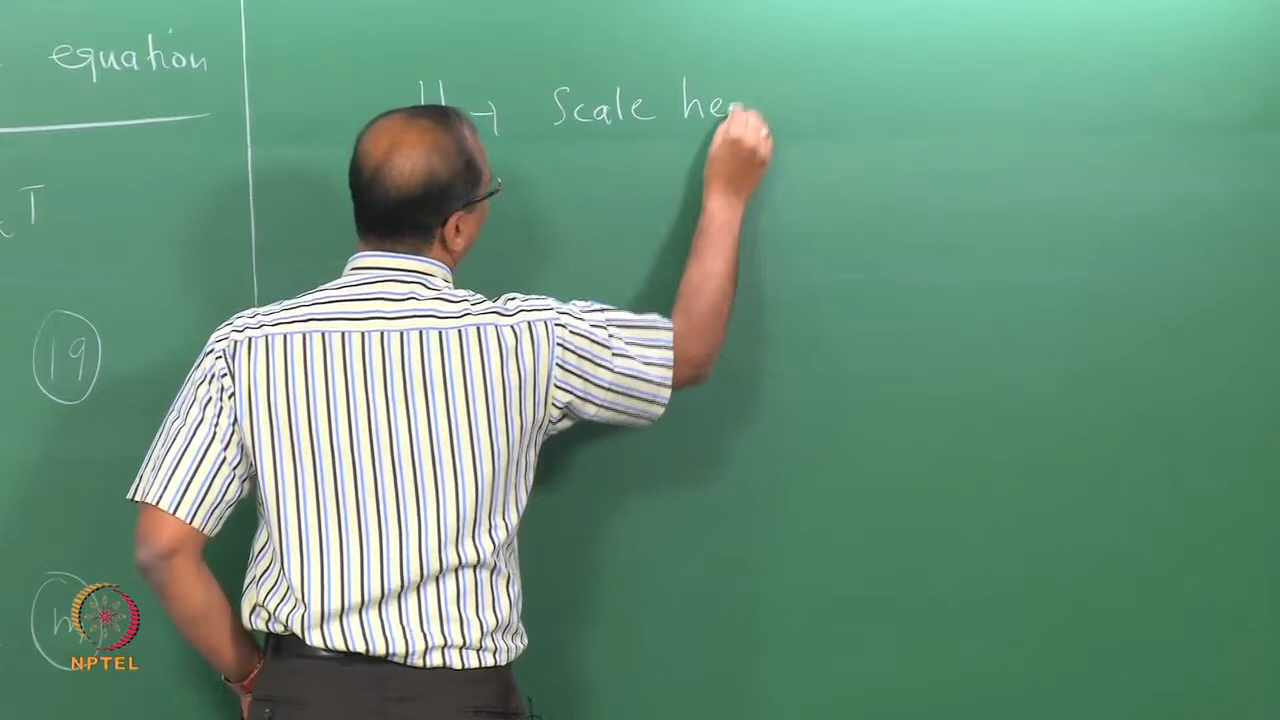 equation
H → Scale he
T
19
h
NPTEL